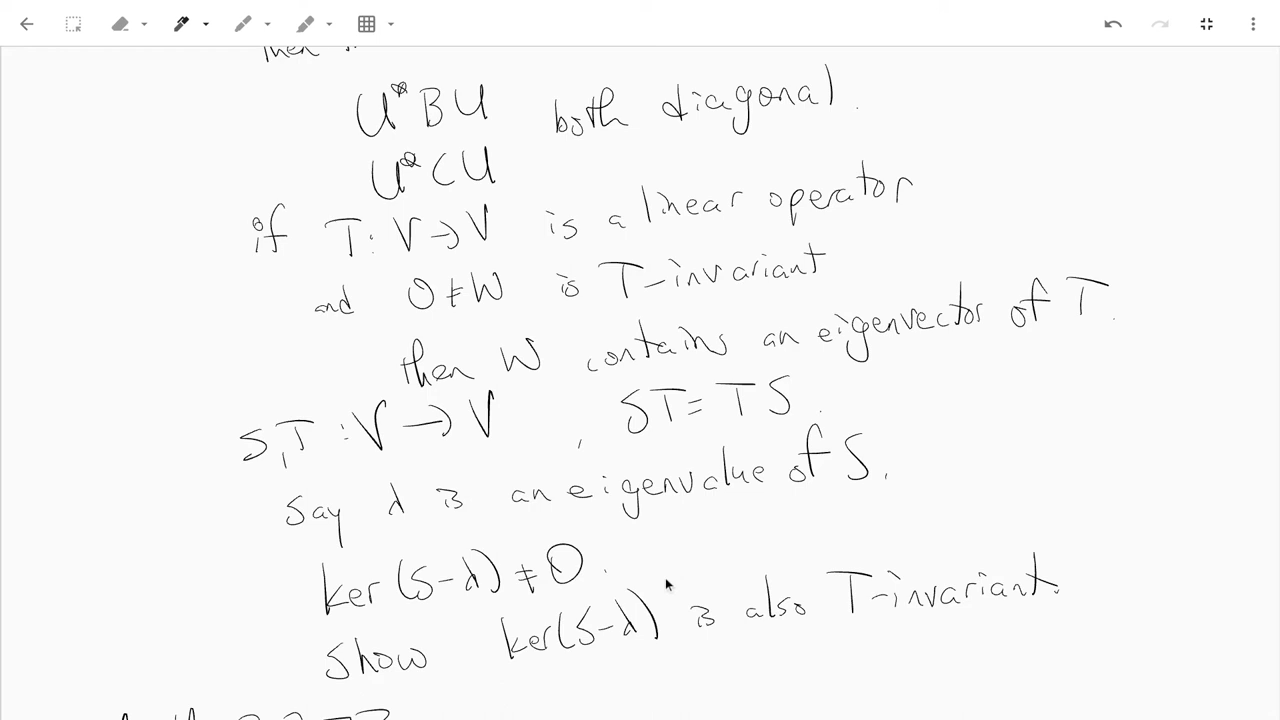 Then
U*BU both diagonal.
U*CU
if T: V → V is a linear operator
and 0 ≠ W is T-invariant
then W contains an eigenvector of T.
S,T : V → V , ST = TS.
Say λ is an eigenvalue of S.
ker(S-λ) ≠ 0.
Show ker(S-λ) is also T-invariant.